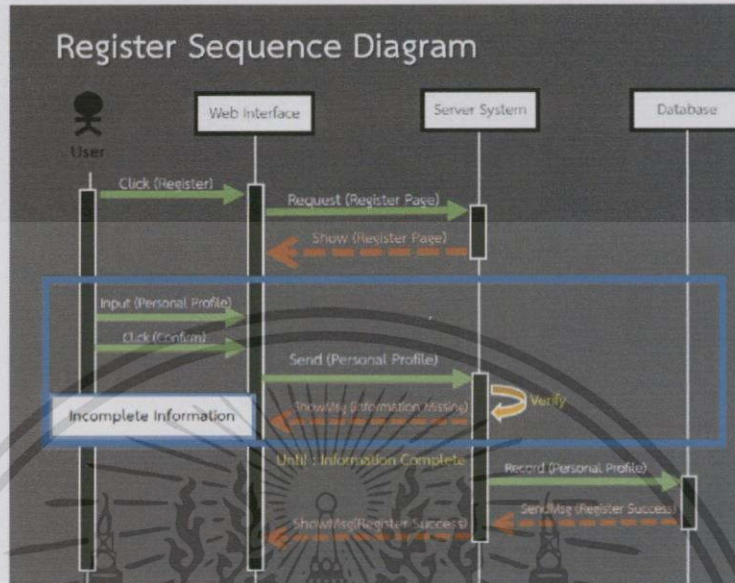 Register Sequence Diagram
Web Interface
Server System
Database
User
Click (Register)
Request (Register Page)
Show (Register Page)
Input (Personal Profile)
Click (Confirm)
Send (Personal Profile)
Verify
ShowMsg (Information Missing)
Incomplete Information
Until : Information Complete
Record (Personal Profile)
SendMsg (Register Success)
ShowMsg(Register Success)